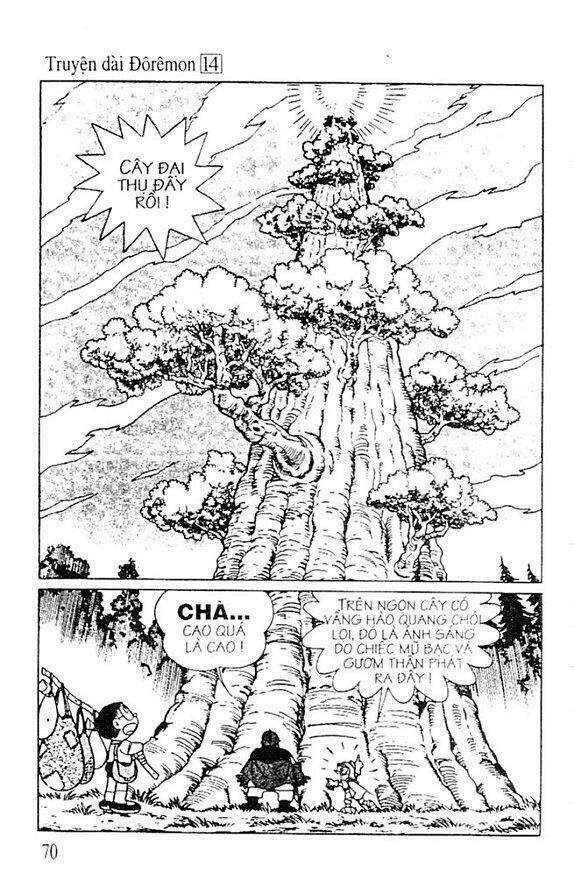 Truyện dài Đôrêmon 14
CÂY ĐẠI
THỤ ĐÂY
RỒI !
CHÀ...
CAO QUÁ
LÀ CAO !
TRÊN NGỌN CÂY CÓ
VẦNG HÀO QUANG CHÓI
LỌI, ĐÓ LÀ ÁNH SÁNG
DO CHIẾC MŨ BẠC VÀ
GƯƠM THẦN PHÁT
RA ĐẤY !
70